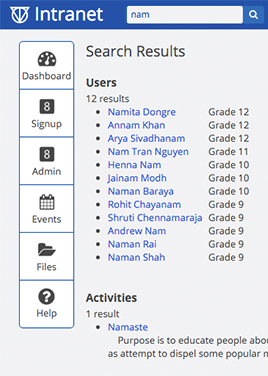 Intranet
nam
Dashboard
8
Signup
8
Admin
Events
Files
?
Help
Search Results
Users
12 results
Namita Dongre Grade 12
Annam Khan Grade 12
Arya Sivadhanam Grade 12
Nam Tran Nguyen Grade 11
Henna Nam Grade 10
Jainam Modh Grade 10
Naman Baraya Grade 10
Rohit Chayanam Grade 9
Shruti Chennamaraja Grade 9
Andrew Nam Grade 9
Naman Rai Grade 9
Naman Shah Grade 9
Activities
1 result
Namaste
Purpose is to educate people abou
as attempt to dispel some popular m